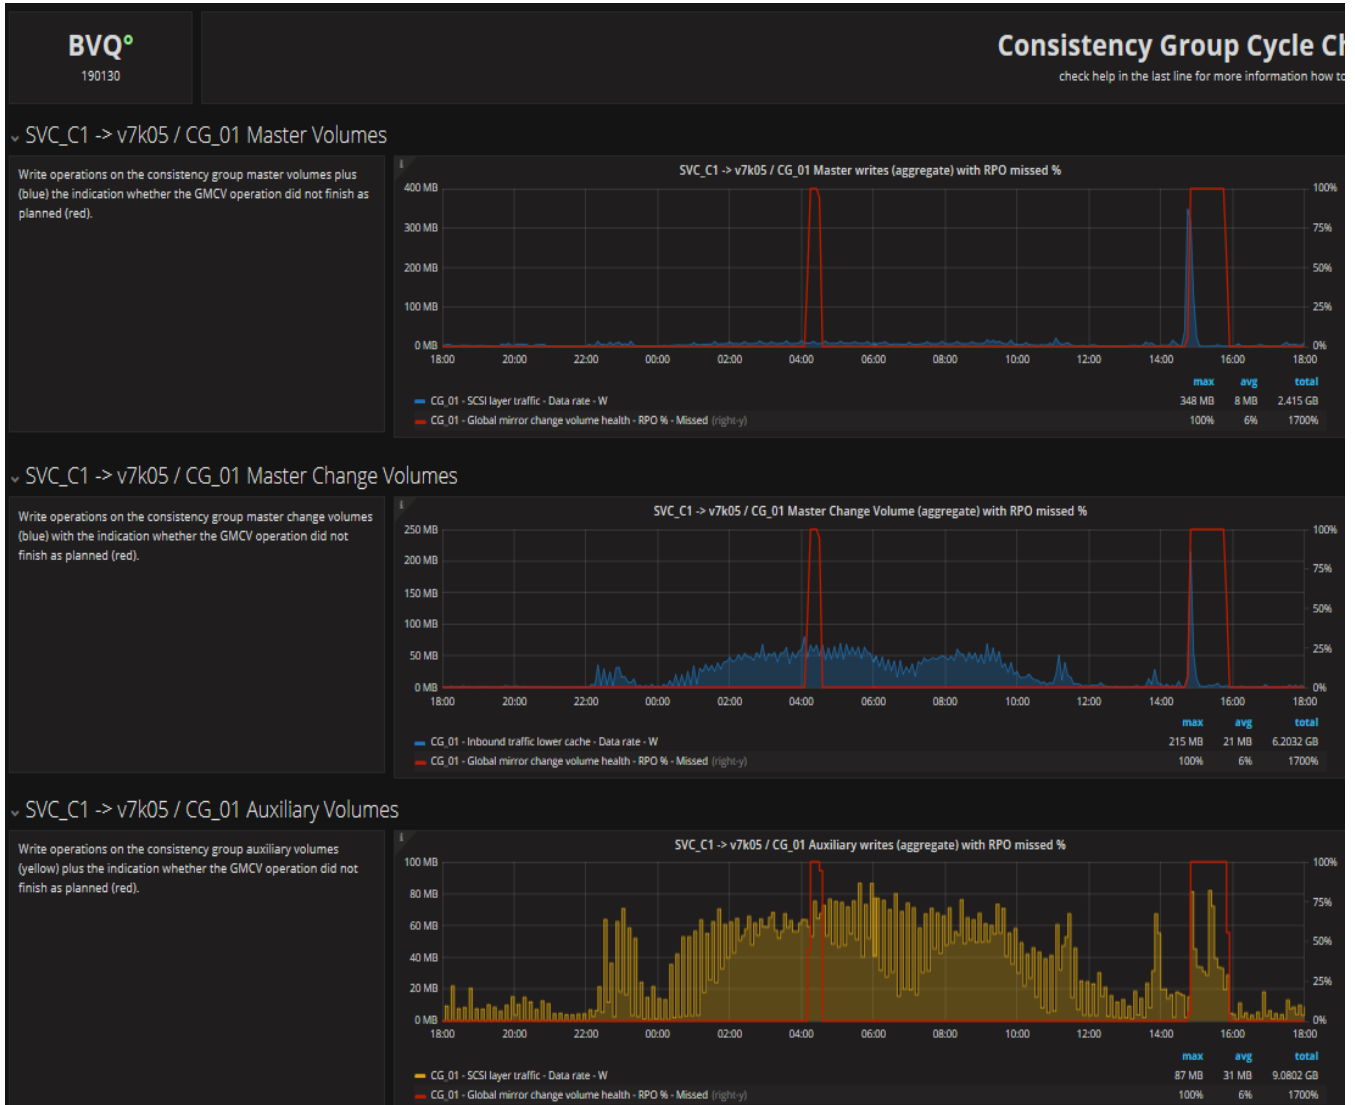 BVQ°
190130
Consistency Group Cycle Ch
check help in the last line for more information how to
SVC_C1 -> v7k05 / CG_01 Master Volumes
Write operations on the consistency group master volumes plus
(blue) the indication whether the GMCV operation did not finish as
planned (red).
i
SVC_C1 -> v7k05 / CG_01 Master writes (aggregate) with RPO missed %
400 MB
300 MB
200 MB
100 MB
0 MB
100%
75%
50%
25%
0%
18:00 20:00 22:00 00:00 02:00 04:00 06:00 08:00 10:00 12:00 14:00 16:00 18:00
max avg total
CG_01 - SCSI layer traffic - Data rate - W 348 MB 8 MB 2.415 GB
CG_01 - Global mirror change volume health - RPO % - Missed (right-y) 100% 6% 1700%
SVC_C1 -> v7k05 / CG_01 Master Change Volumes
Write operations on the consistency group master change volumes
(blue) with the indication whether the GMCV operation did not
finish as planned (red).
i
SVC_C1 -> v7k05 / CG_01 Master Change Volume (aggregate) with RPO missed %
250 MB
200 MB
150 MB
100 MB
50 MB
0 MB
100%
75%
50%
25%
0%
18:00 20:00 22:00 00:00 02:00 04:00 06:00 08:00 10:00 12:00 14:00 16:00 18:00
max avg total
CG_01 - Inbound traffic lower cache - Data rate - W 215 MB 21 MB 6.2032 GB
CG_01 - Global mirror change volume health - RPO % - Missed (right-y) 100% 6% 1700%
SVC_C1 -> v7k05 / CG_01 Auxiliary Volumes
Write operations on the consistency group auxiliary volumes
(yellow) plus the indication whether the GMCV operation did not
finish as planned (red).
i
SVC_C1 -> v7k05 / CG_01 Auxiliary writes (aggregate) with RPO missed %
100 MB
80 MB
60 MB
40 MB
20 MB
0 MB
100%
75%
50%
25%
0%
18:00 20:00 22:00 00:00 02:00 04:00 06:00 08:00 10:00 12:00 14:00 16:00 18:00
max avg total
CG_01 - SCSI layer traffic - Data rate - W 87 MB 31 MB 9.0802 GB
CG_01 - Global mirror change volume health - RPO % - Missed (right-y) 100% 6% 1700%